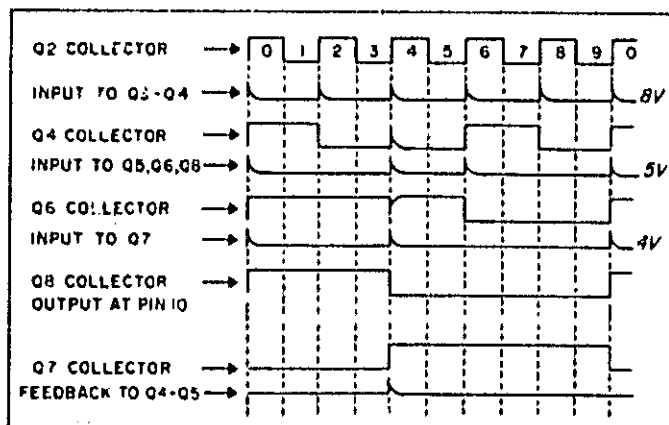 Q2 COLLECTOR 0 1 2 3 4 5 6 7 8 9 0
INPUT TO Q3-Q4 8V
Q4 COLLECTOR
INPUT TO Q5,Q6,Q8 5V
Q6 COLLECTOR
INPUT TO Q7 4V
Q8 COLLECTOR
OUTPUT AT PIN 10
Q7 COLLECTOR
FEEDBACK TO Q4-Q5